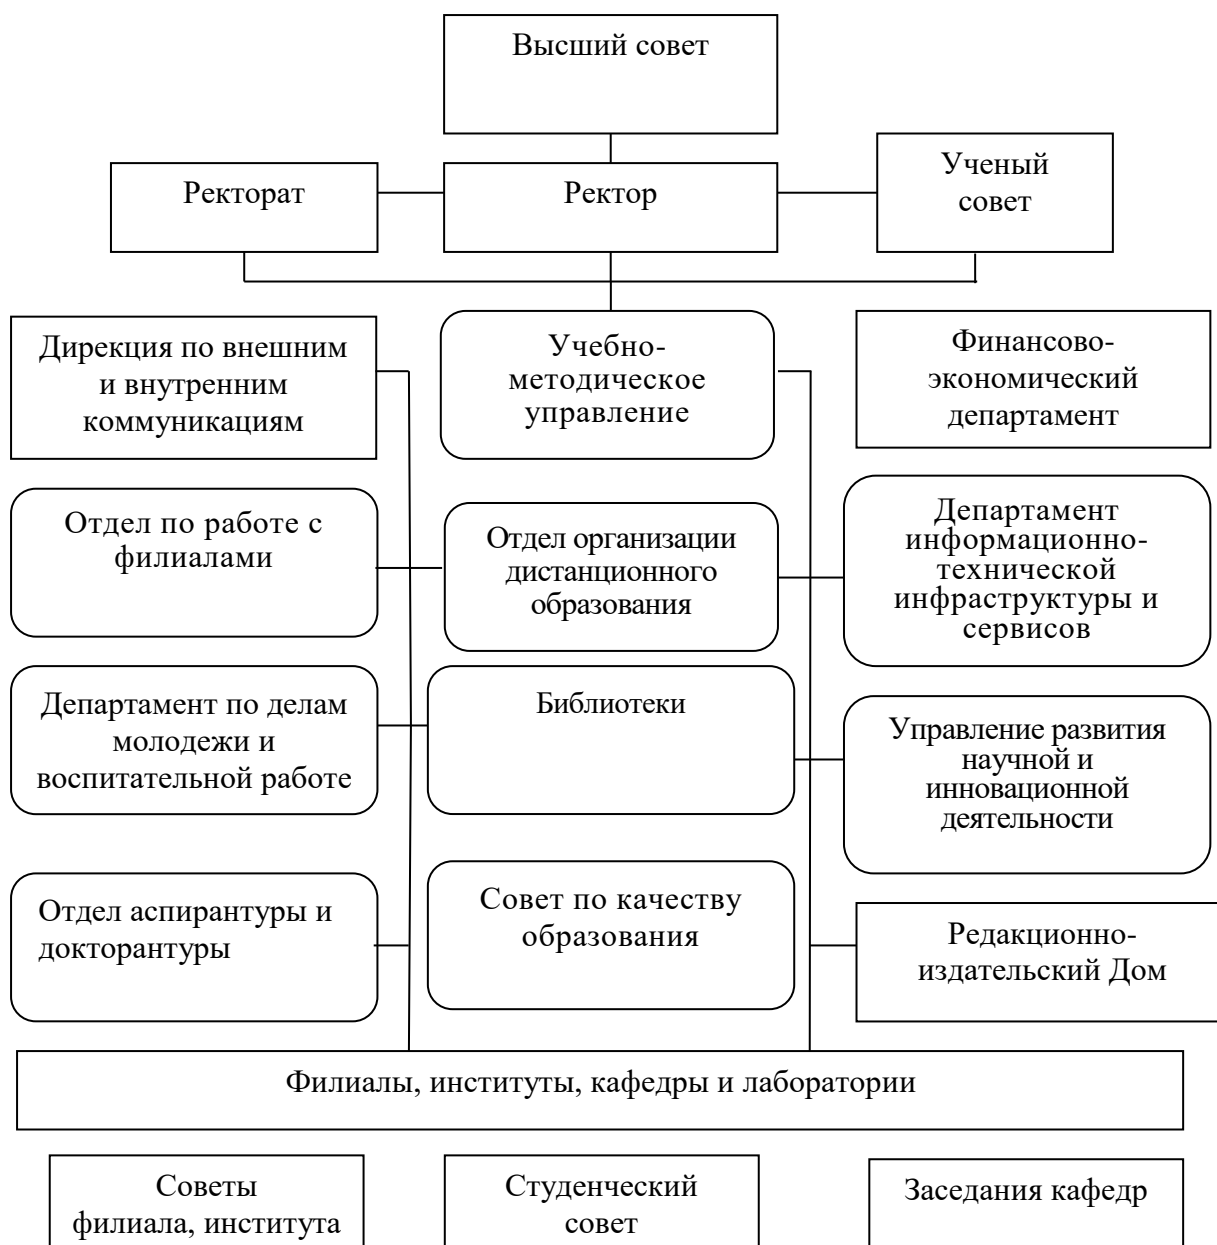 Высший совет
Ректорат
Ректор
Ученый
совет
Дирекция по внешним
и внутренним
коммуникациям
Учебно-
методическое
управление
Финансово-
экономический
департамент
Отдел по работе с
филиалами
Отдел организации
дистанционного
образования
Департамент
информационно-
технической
инфраструктуры и
сервисов
Департамент по делам
молодежи и
воспитательной работе
Библиотеки
Управление развития
научной и
инновационной
деятельности
Отдел аспирантуры и
докторантуры
Совет по качеству
образования
Редакционно-
издательский Дом
Филиалы, институты, кафедры и лаборатории
Советы
филиала, института
Студенческий
совет
Заседания кафедр